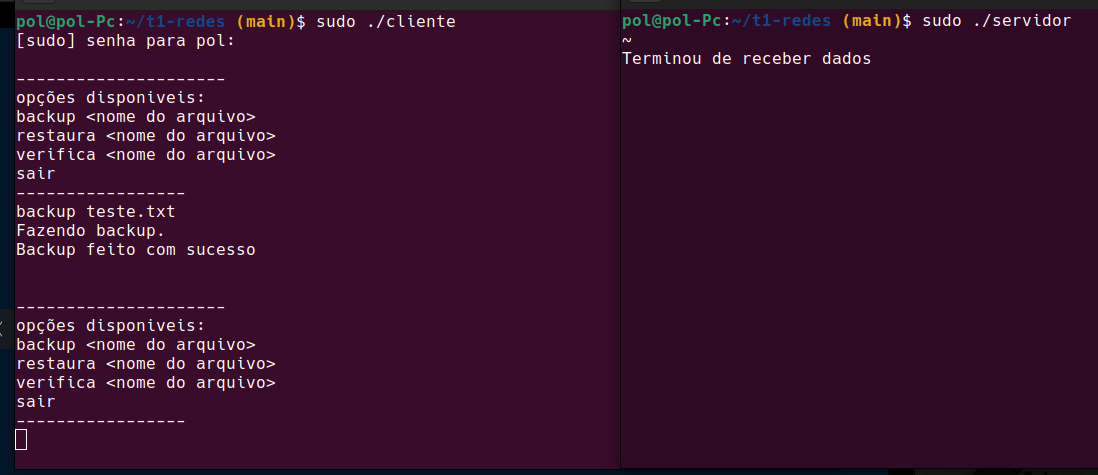 pol@pol-Pc:~/t1-redes (main)$ sudo ./cliente
[sudo] senha para pol:
---------------------
opções disponiveis:
backup <nome do arquivo>
restaura <nome do arquivo>
verifica <nome do arquivo>
sair
-----------------
backup teste.txt
Fazendo backup.
Backup feito com sucesso
---------------------
opções disponiveis:
backup <nome do arquivo>
restaura <nome do arquivo>
verifica <nome do arquivo>
sair
-----------------
pol@pol-Pc:~/t1-redes (main)$ sudo ./servidor
~
Terminou de receber dados